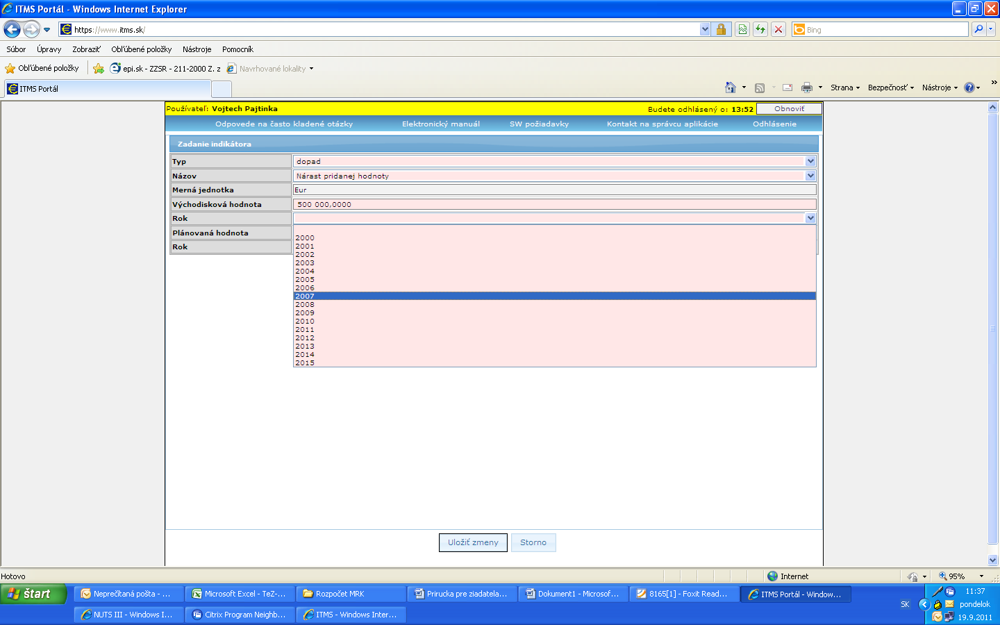 ITMS Portál - Windows Internet Explorer
https://www.itms.sk/
Bing
Súbor Úpravy Zobraziť Obľúbené položky Nástroje Pomocník
Obľúbené položky epi.sk - ZZSR - 211-2000 Z. z Navrhované lokality
ITMS Portál
Strana Bezpečnosť Nástroje
Používateľ: Vojtech Pajtinka Budete odhlásený o: 13:52 Obnoviť
Odpovede na často kladené otázky Elektronický manuál SW požiadavky Kontakt na správcu aplikácie Odhlásenie
Zadanie indikátora
Typ dopad
Názov Nárast pridanej hodnoty
Merná jednotka Eur
Východisková hodnota 500 000,0000
Rok
Plánovaná hodnota
Rok
2000
2001
2002
2003
2004
2005
2006
2007
2008
2009
2010
2011
2012
2013
2014
2015
Uložiť zmeny Storno
Hotovo Internet 95%
štart Neprečítaná pošta - ... Microsoft Excel - TeZ-... Rozpočet MRK Prirucka pre ziadatela... Dokument1 - Microsof... 8165[1] - Foxit Read... ITMS Portál - Window... SK 11:37
pondelok
NUTS III - Windows I... Citrix Program Neighb... ITMS - Windows Inter... 19.9.2011